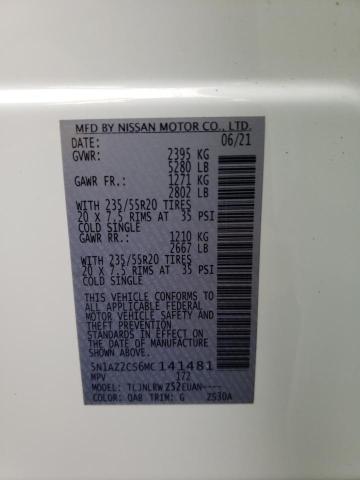 MFD BY NISSAN MOTOR CO., LTD.
DATE: 06/21
GVWR: 2395 KG
5280 LB
GAWR FR: 1271 KG
2802 LB
WITH 235/55R20 TIRES
20 X 7.5 RIMS AT 35 PSI
COLD SINGLE
GAWR RR: 1210 KG
2667 LB
WITH 235/55R20 TIRES
20 X 7.5 RIMS AT 35 PSI
COLD SINGLE
THIS VEHICLE CONFORMS TO
ALL APPLICABLE FEDERAL
MOTOR VEHICLE SAFETY AND
THEFT PREVENTION
STANDARDS IN EFFECT ON
THE DATE OF MANUFACTURE
SHOWN ABOVE.
5N1AZ2CS6MC141481
MPV 172
MODEL: TLJNLRWZ52EUAN----
COLOR: QAB TRIM: G Z530A